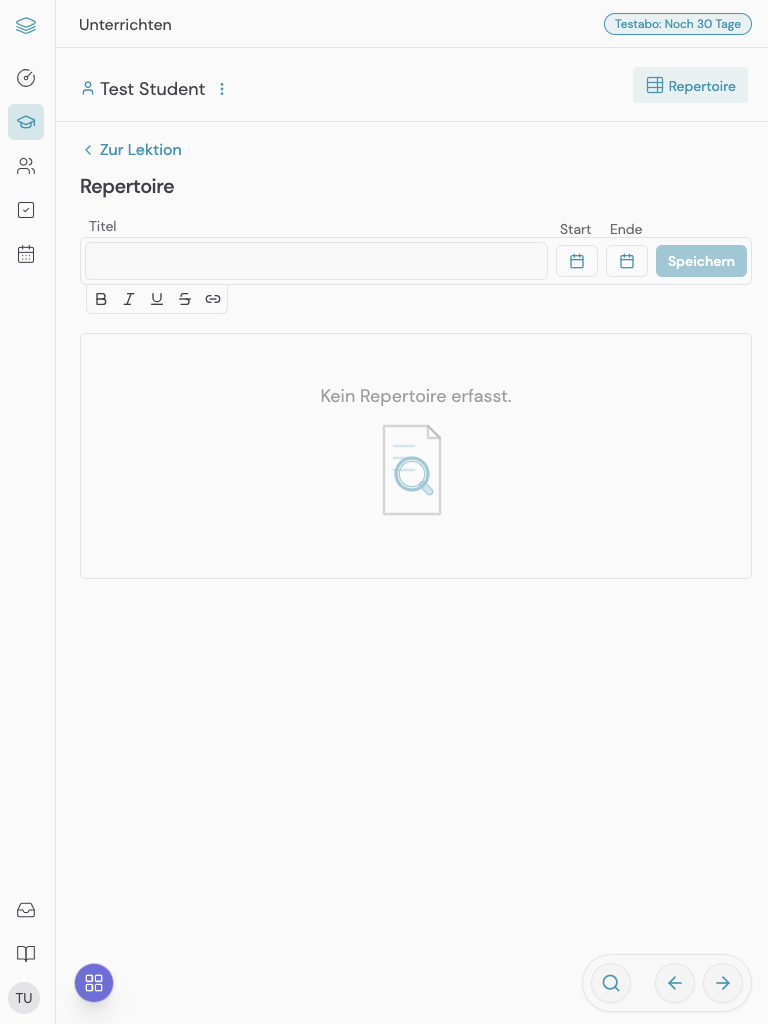 Unterrichten
Testabo: Noch 30 Tage
Test Student
Repertoire
Zur Lektion
Repertoire
Titel
Start
Ende
Speichern
B I U S
Kein Repertoire erfasst.
TU